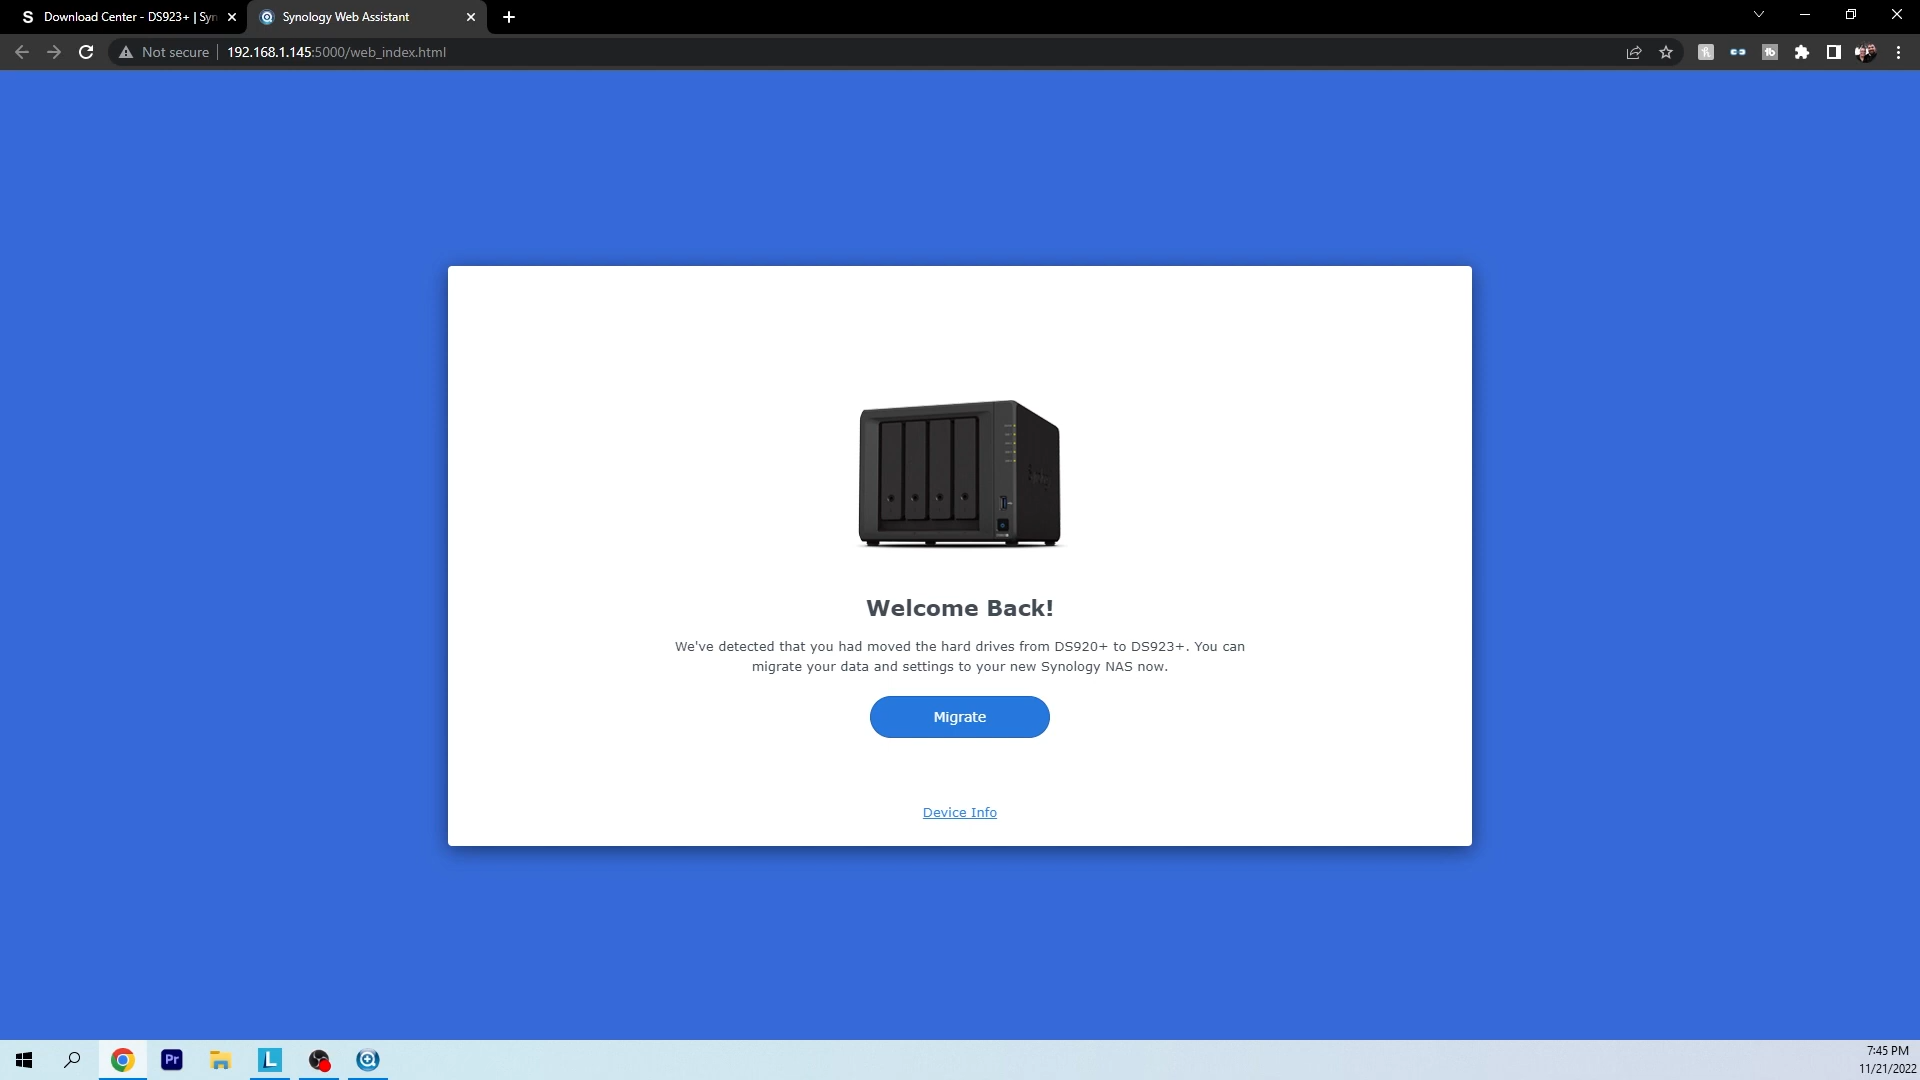 S Download Center - DS923+ | Syn
Synology Web Assistant
Not secure
192.168.1.145:5000/web_index.html
Welcome Back!
We've detected that you had moved the hard drives from DS920+ to DS923+. You can
migrate your data and settings to your new Synology NAS now.
Migrate
Device Info
Pr
L
7:45 PM
11/21/2022